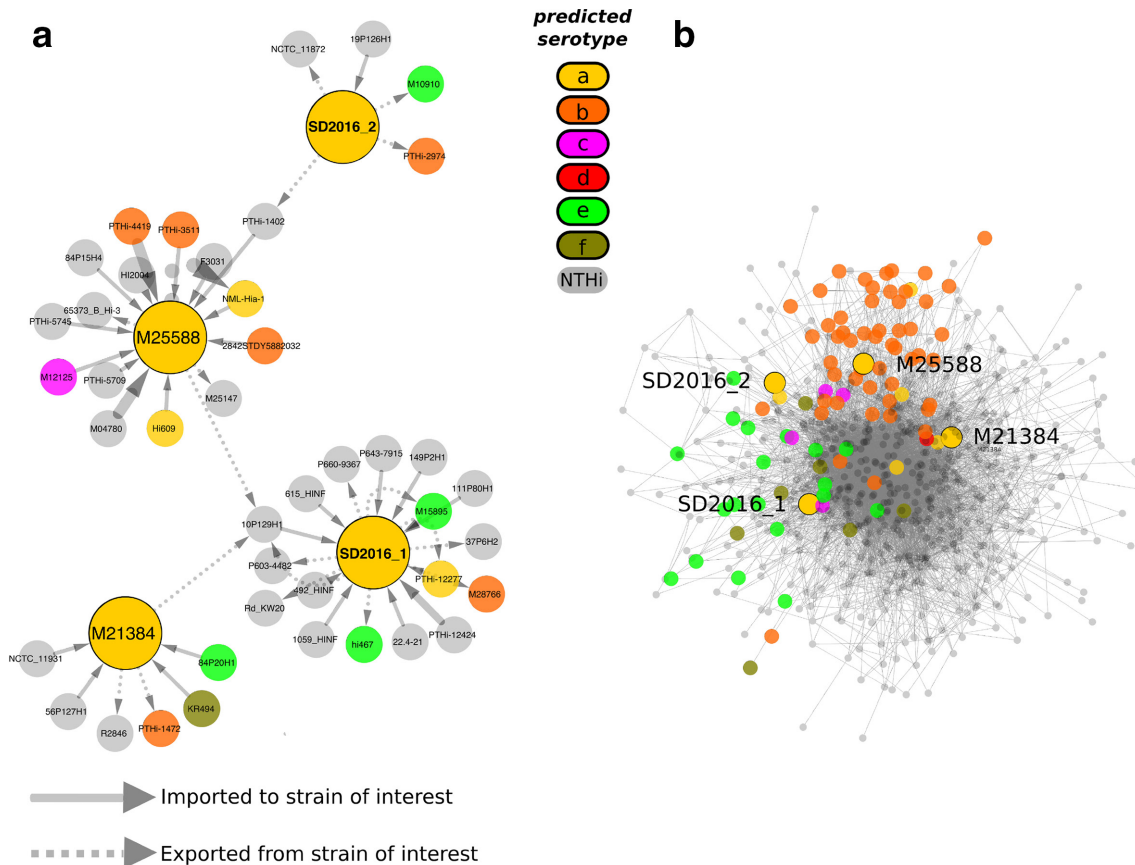 a
NCTC_11872
19P126H1
M10910
SD2016_2
PTHi-2974
PTHi-1402
PTHi-4419
PTHi-3511
84P15H4
F3031
HI2004
NML-Hia-1
65373_B_Hi-3
PTHi-5745
M25588
2842STDY5882032
M12125
PTHi-5709
M25147
M04780
Hi609
P643-7915
149P2H1
P660-9367
615_HINF
111P80H1
M15895
10P129H1
37P6H2
SD2016_1
P603-4482
PTHi-12277
492_HINF
M28766
Rd_KW20
1059_HINF
hi467
22.4-21
PTHi-12424
M21384
NCTC_11931
84P20H1
56P127H1
KR494
R2846
PTHi-1472
Imported to strain of interest
Exported from strain of interest
predicted
serotype
a
b
c
d
e
f
NTHi
b
M25588
SD2016_2
M21384
M21384
SD2016_1